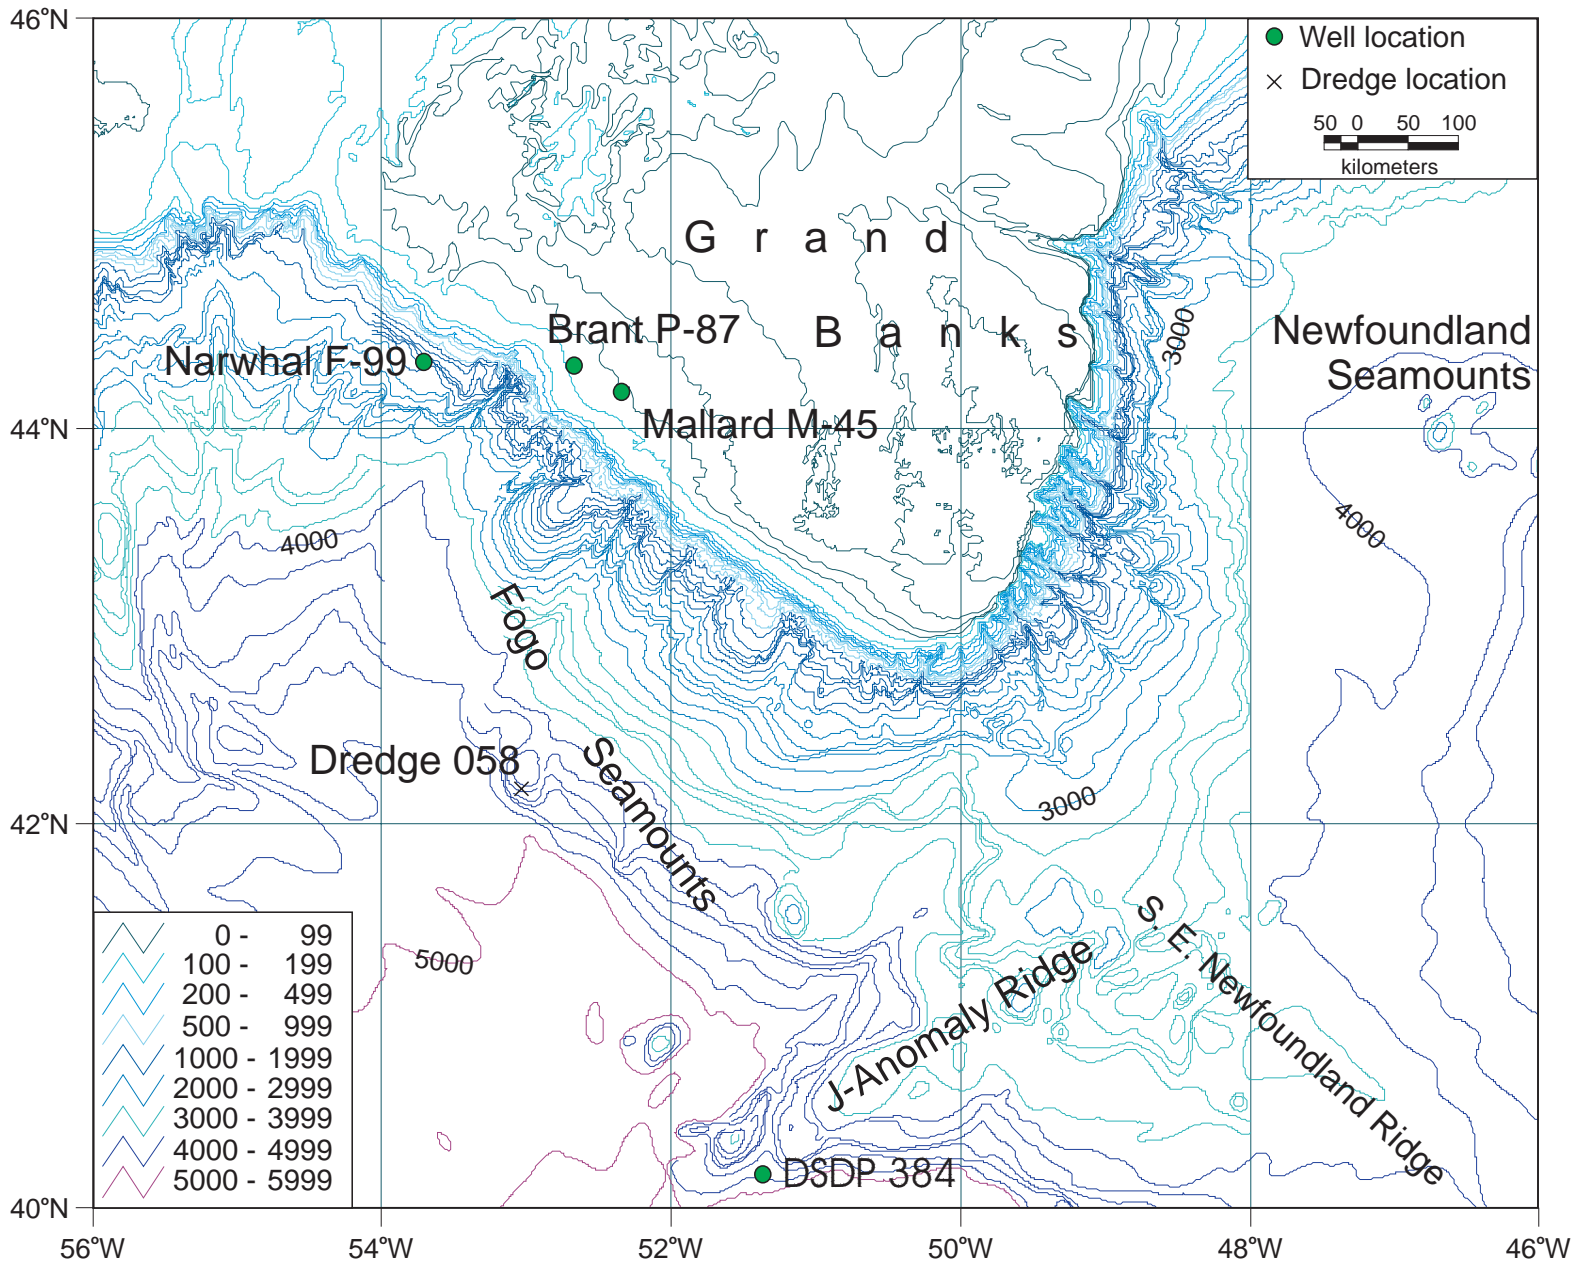 46°N
Well location
Dredge location
50 0 50 100
kilometers
Grand
Banks
Brant P-87
Narwhal F-99
Mallard M-45
3000
Newfoundland
Seamounts
44°N
4000
4000
Fogo
Seamounts
Dredge 058
3000
42°N
S. E. Newfoundland Ridge
J-Anomaly Ridge
5000
0 - 99
100 - 199
200 - 499
500 - 999
1000 - 1999
2000 - 2999
3000 - 3999
4000 - 4999
5000 - 5999
DSDP 384
40°N
56°W 54°W 52°W 50°W 48°W 46°W